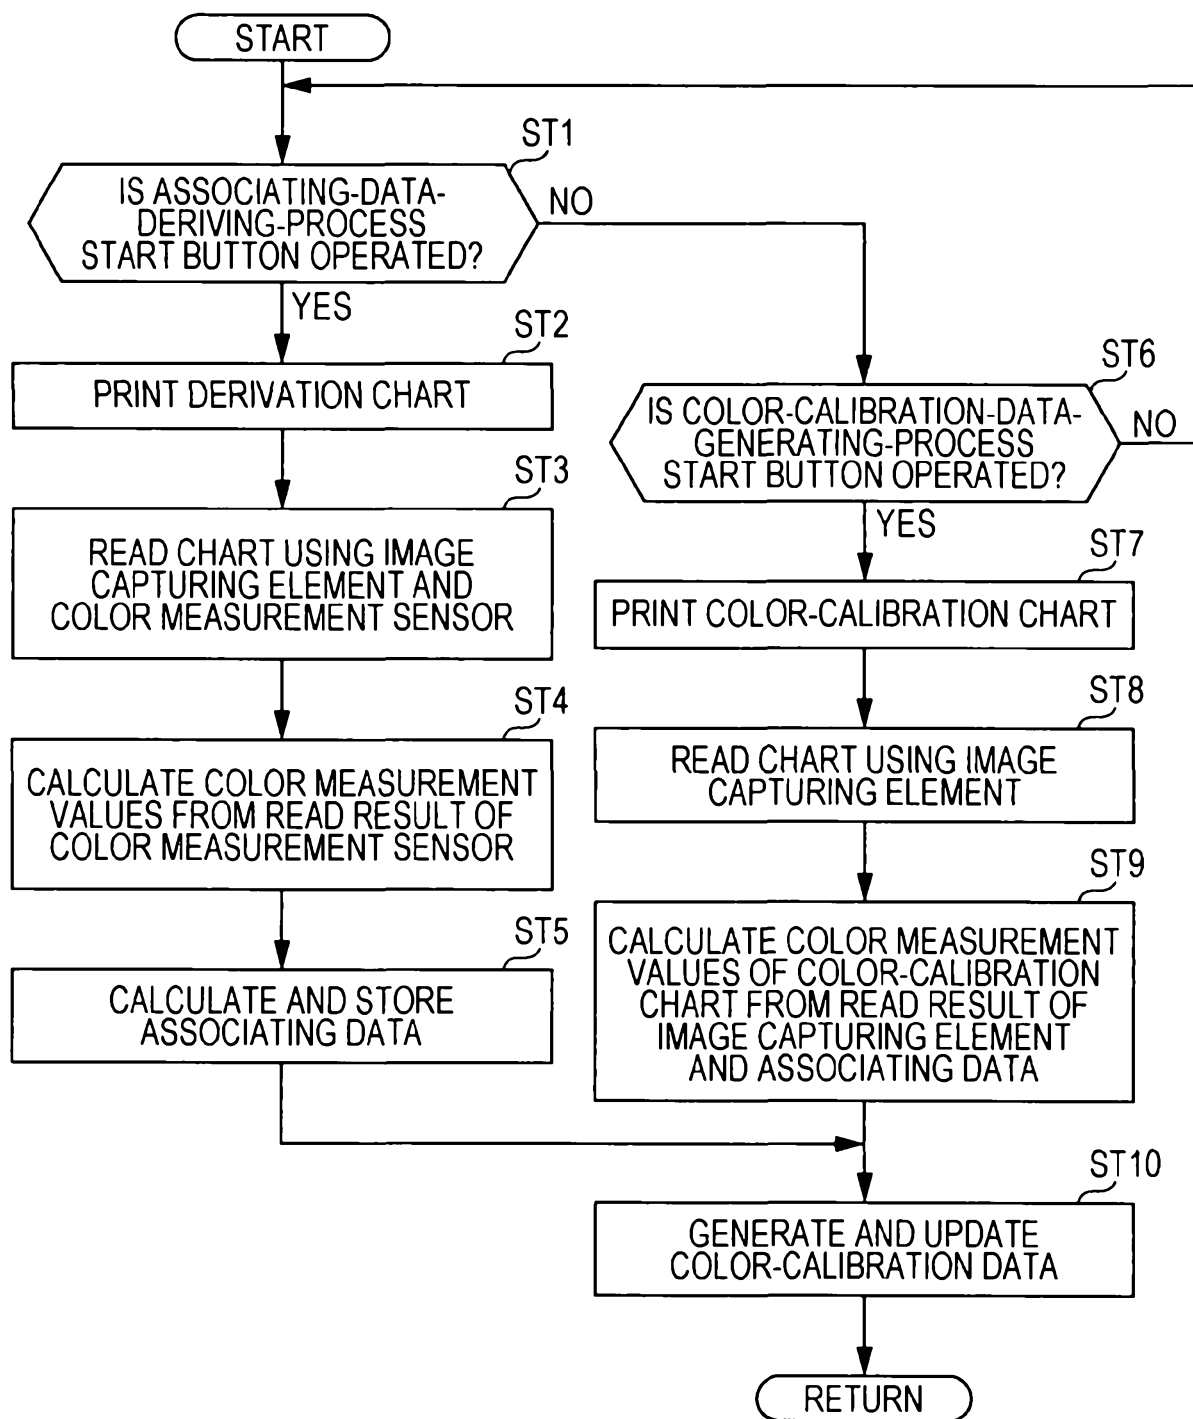 START
ST1
IS ASSOCIATING-DATA-
DERIVING-PROCESS
START BUTTON OPERATED?
NO
YES
ST2
PRINT DERIVATION CHART
ST3
READ CHART USING IMAGE
CAPTURING ELEMENT AND
COLOR MEASUREMENT SENSOR
ST4
CALCULATE COLOR MEASUREMENT
VALUES FROM READ RESULT OF
COLOR MEASUREMENT SENSOR
ST5
CALCULATE AND STORE
ASSOCIATING DATA
ST6
IS COLOR-CALIBRATION-DATA-
GENERATING-PROCESS
START BUTTON OPERATED?
NO
YES
ST7
PRINT COLOR-CALIBRATION CHART
ST8
READ CHART USING IMAGE
CAPTURING ELEMENT
ST9
CALCULATE COLOR MEASUREMENT
VALUES OF COLOR-CALIBRATION
CHART FROM READ RESULT OF
IMAGE CAPTURING ELEMENT
AND ASSOCIATING DATA
ST10
GENERATE AND UPDATE
COLOR-CALIBRATION DATA
RETURN